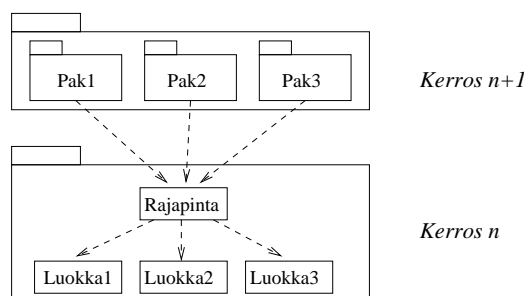 Pak1 Pak2 Pak3 Kerros n+1
Rajapinta
Kerros n
Luokka1 Luokka2 Luokka3